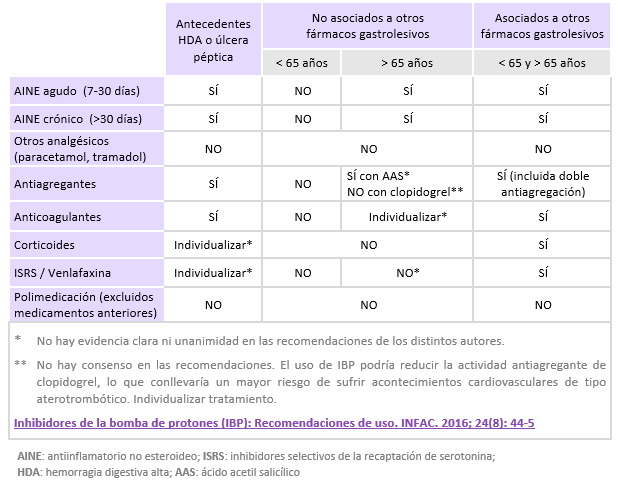 Antecedentes HDA o úlcera péptica
No asociados a otros fármacos gastrolesivos
Asociados a otros fármacos gastrolesivos
< 65 años
> 65 años
< 65 y > 65 años
AINE agudo (7-30 días) SÍ NO SÍ SÍ
AINE crónico (>30 días) SÍ NO SÍ SÍ
Otros analgésicos (paracetamol, tramadol) NO NO NO
Antiagregantes SÍ NO SÍ con AAS* NO con clopidogrel** SÍ (incluida doble antiagregación)
Anticoagulantes SÍ NO Individualizar* SÍ
Corticoides Individualizar* NO SÍ
ISRS / Venlafaxina Individualizar* NO NO* SÍ
Polimedicación (excluidos medicamentos anteriores) NO NO NO
* No hay evidencia clara ni unanimidad en las recomendaciones de los distintos autores.
** No hay consenso en las recomendaciones. El uso de IBP podría reducir la actividad antiagregante de
clopidogrel, lo que conllevaría un mayor riesgo de sufrir acontecimientos cardiovasculares de tipo
aterotrombótico. Individualizar tratamiento.
Inhibidores de la bomba de protones (IBP): Recomendaciones de uso. INFAC. 2016; 24(8): 44-5
AINE: antiinflamatorio no esteroideo; ISRS: inhibidores selectivos de la recaptación de serotonina;
HDA: hemorragia digestiva alta; AAS: ácido acetil salicílico